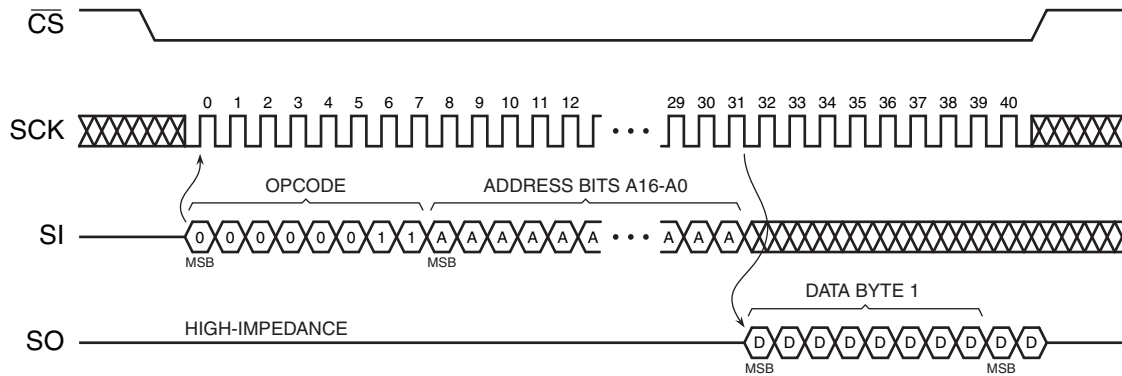 CS
0 1 2 3 4 5 6 7 8 9 10 11 12 29 30 31 32 33 34 35 36 37 38 39 40
SCK
OPCODE ADDRESS BITS A16-A0
SI 0 0 0 0 0 0 1 1 A A A A A A A A A
MSB MSB
DATA BYTE 1
HIGH-IMPEDANCE
SO D D D D D D D D D D
MSB MSB